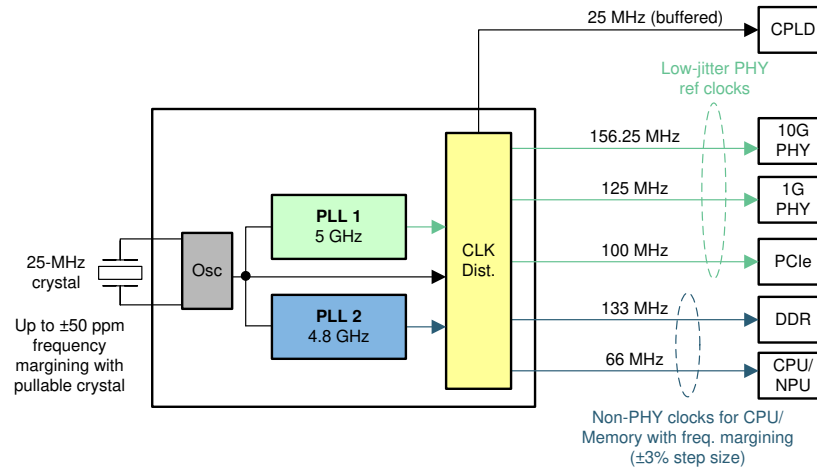 25 MHz (buffered)
CPLD
Low-jitter PHY
ref clocks
156.25 MHz
10G
PHY
125 MHz
1G
PHY
PLL 1
5 GHz
25-MHz
crystal
Osc
CLK
Dist.
100 MHz
PCIe
PLL 2
4.8 GHz
133 MHz
DDR
Up to ±50 ppm
frequency
margining with
pullable crystal
66 MHz
CPU/
NPU
Non-PHY clocks for CPU/
Memory with freq. margining
(±3% step size)